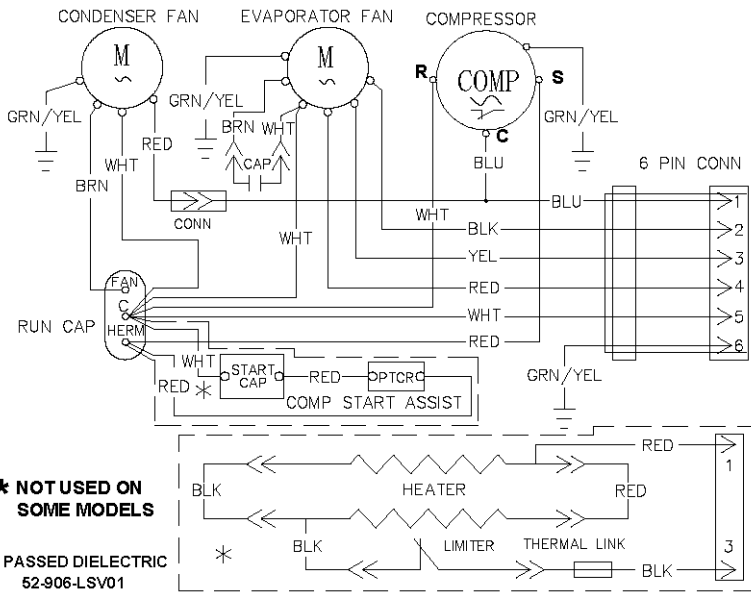 CONDENSER FAN
EVAPORATOR FAN
COMPRESSOR
M
M
R
COMP
S
C
GRN/YEL
GRN/YEL
GRN/YEL
BRN
WHT
RED
BRN
WHT
CAP
BLU
6 PIN CONN
CONN
WHT
WHT
BLU
1
BLK
2
YEL
3
RED
4
WHT
5
RED
6
FAN
C
HERM
RUN CAP
WHT
RED
*
START
CAP
RED
PTCR
COMP START ASSIST
GRN/YEL
RED
1
BLK
HEATER
RED
* NOT USED ON
SOME MODELS
*
BLK
LIMITER
THERMAL LINK
BLK
3
PASSED DIELECTRIC
52-906-LSV01